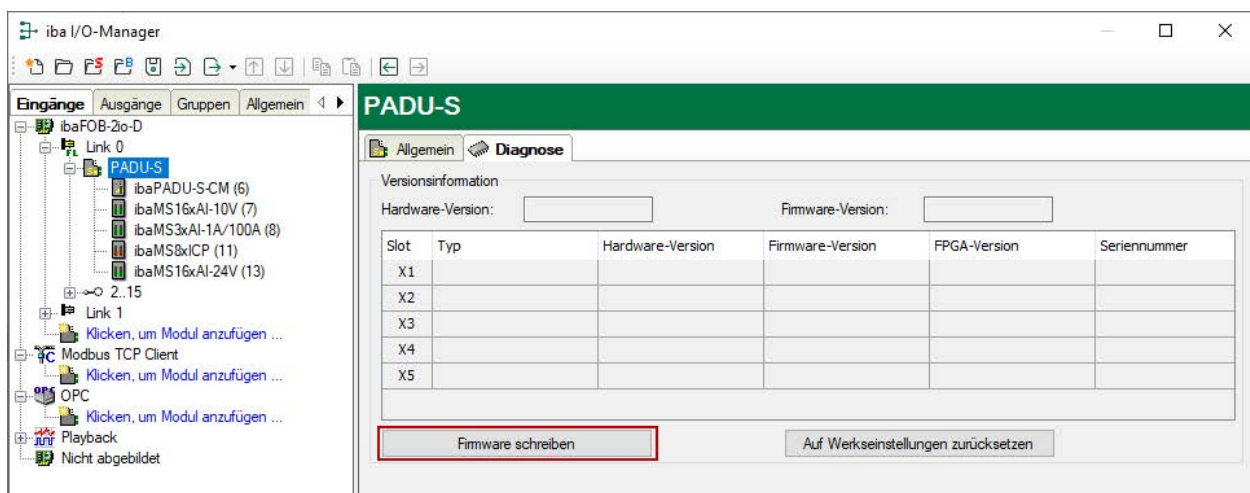 iba I/O-Manager
Eingänge Ausgänge Gruppen Allgemein
ibaFOB-2io-D
Link 0
PADU-S
ibaPADU-S-CM (6)
ibaMS16xAI-10V (7)
ibaMS3xAI-1A/100A (8)
ibaMS8xICP (11)
ibaMS16xAI-24V (13)
2..15
Link 1
Klicken, um Modul anzufügen ...
Modbus TCP Client
Klicken, um Modul anzufügen ...
OPC
Klicken, um Modul anzufügen ...
Playback
Nicht abgebildet
PADU-S
Allgemein Diagnose
Versionsinformation
Hardware-Version: Firmware-Version:
Slot Typ Hardware-Version Firmware-Version FPGA-Version Seriennummer
X1
X2
X3
X4
X5
Firmware schreiben Auf Werkseinstellungen zurücksetzen